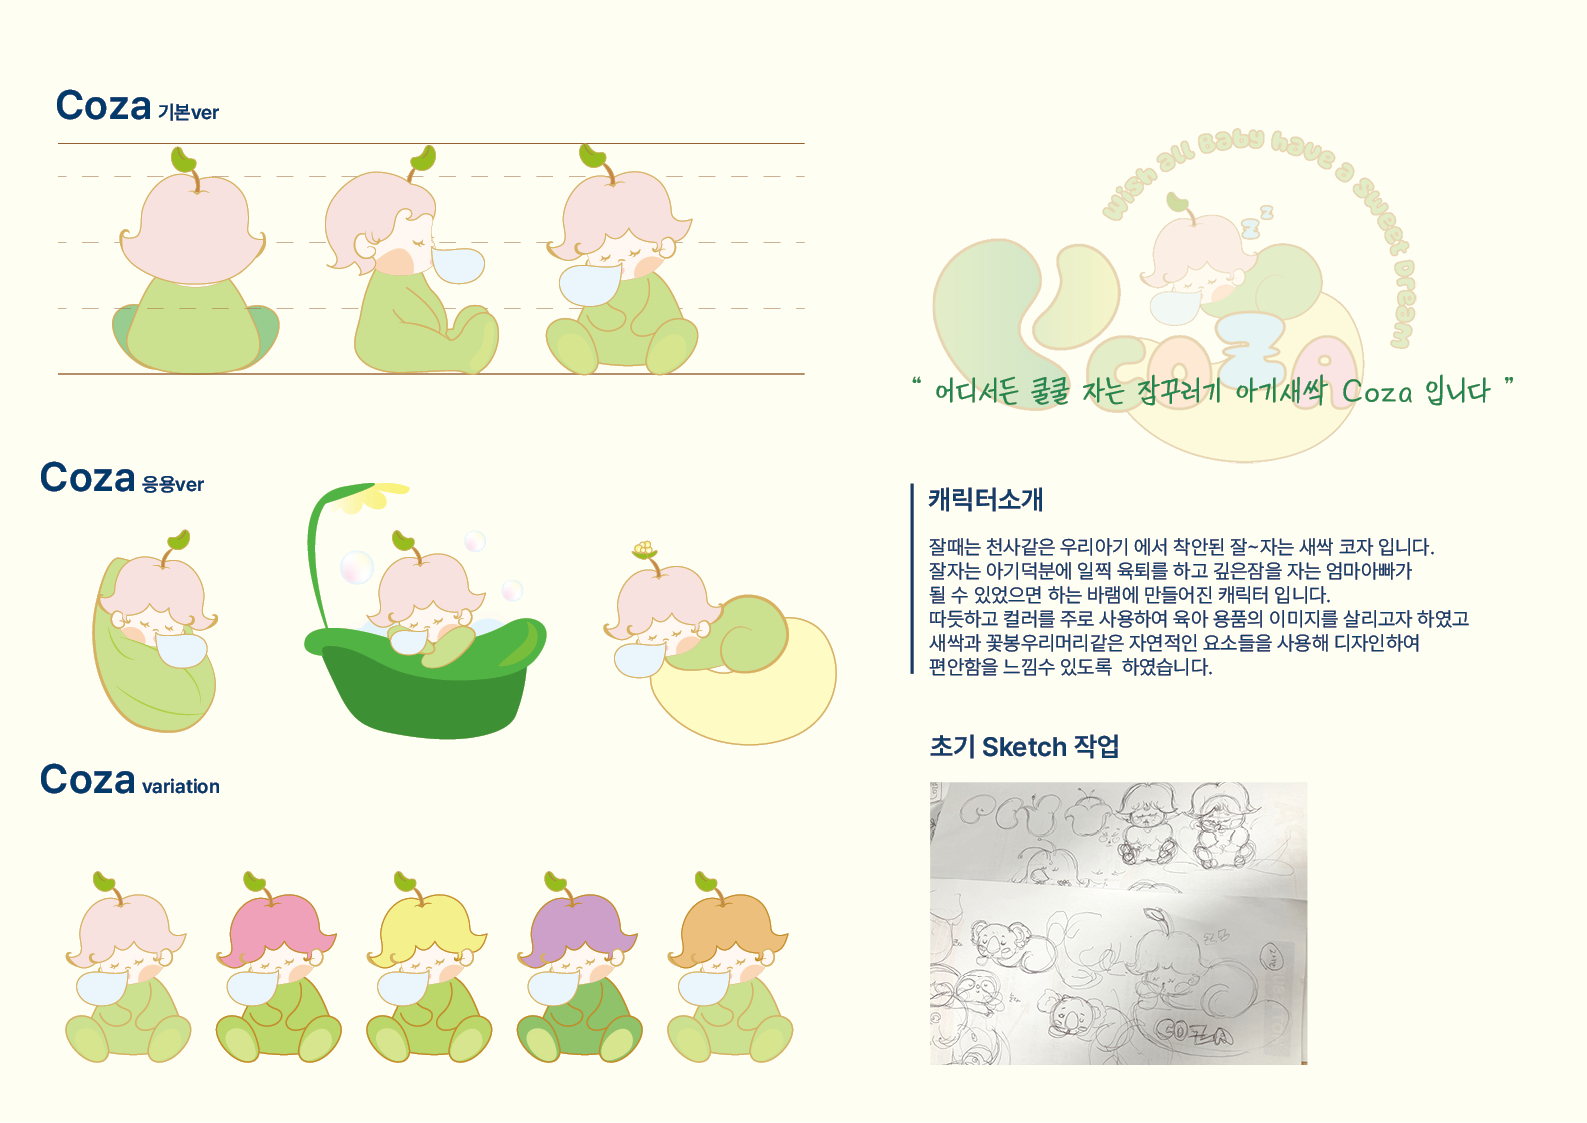 Coza 기본ver
Coza 응용ver
Coza variation
Wish all Baby have a sweet Dream
z z
COZA
“ 어디서든 쿨쿨 자는 잠꾸러기 아기새싹 Coza 입니다 ”
캐릭터소개
잘때는 천사같은 우리아기 에서 착안된 잘~자는 새싹 코자 입니다.
잘자는 아기덕분에 일찍 육퇴를 하고 깊은잠을 자는 엄마아빠가
될 수 있었으면 하는 바램에 만들어진 캐릭터 입니다.
따듯하고 컬러를 주로 사용하여 육아 용품의 이미지를 살리고자 하였고
새싹과 꽃봉우리머리같은 자연적인 요소들을 사용해 디자인하여
편안함을 느낌수 있도록 하였습니다.
초기 Sketch 작업
COZA